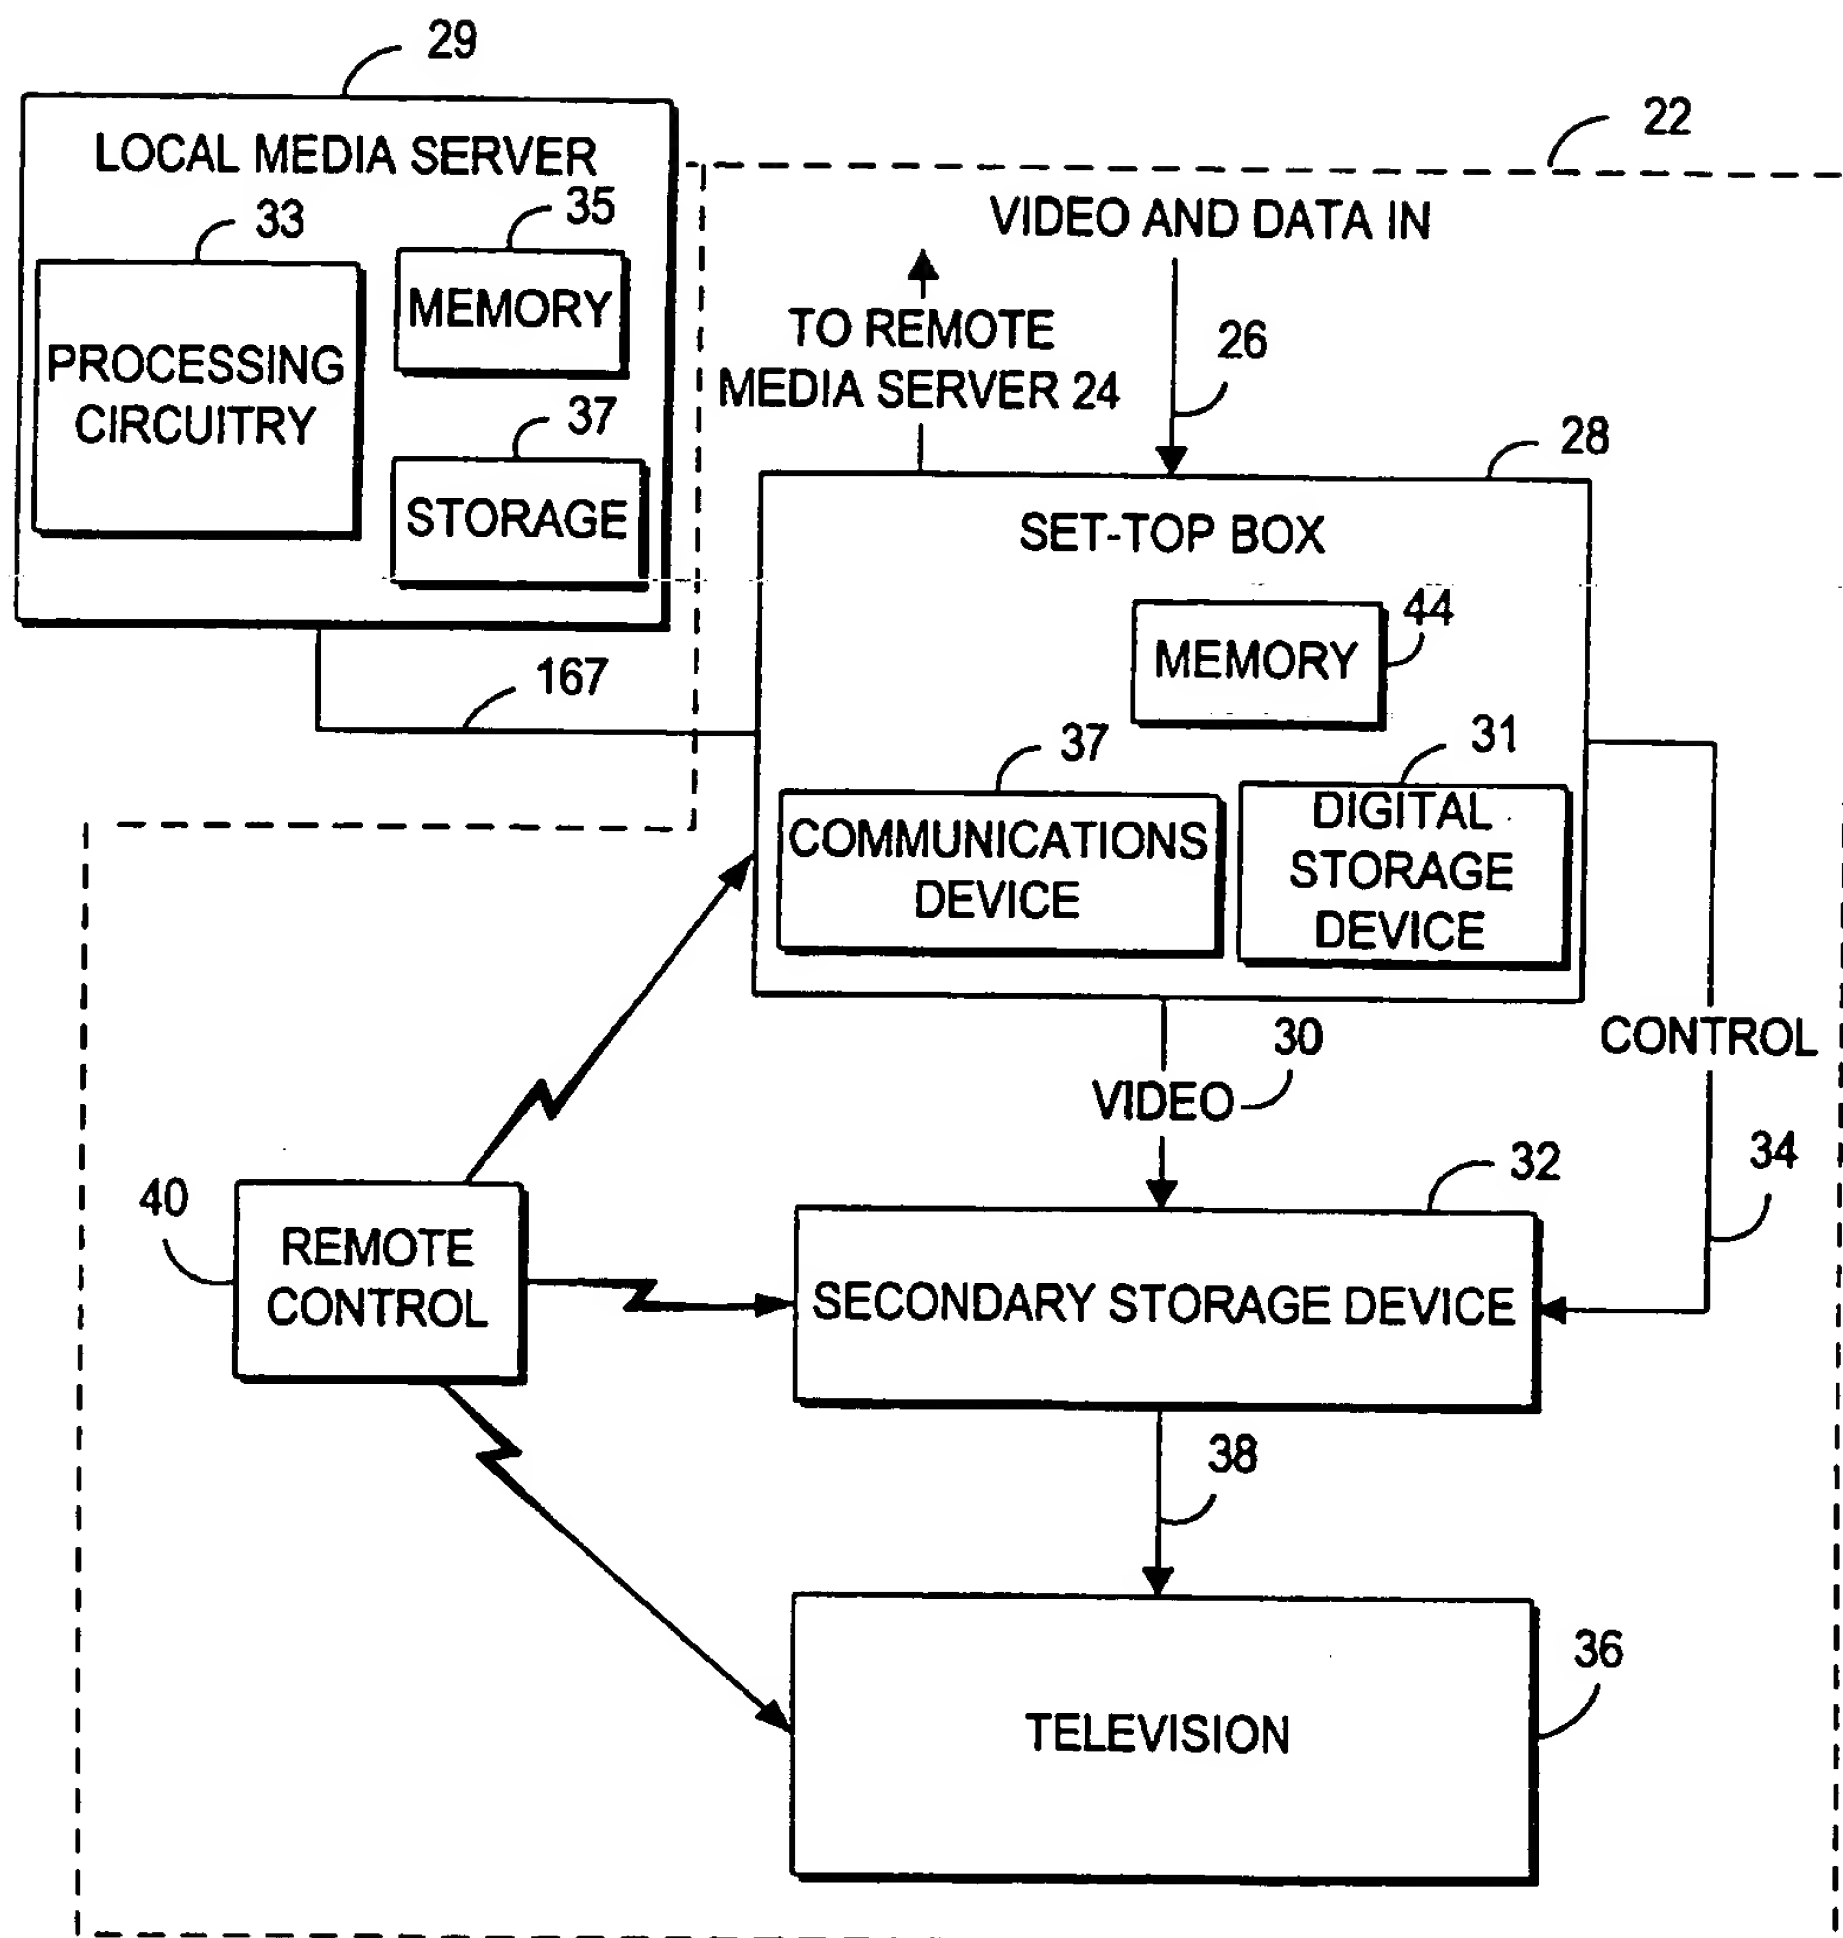 29
LOCAL MEDIA SERVER
33
35
PROCESSING
CIRCUITRY
MEMORY
37
STORAGE
167
22
VIDEO AND DATA IN
TO REMOTE
MEDIA SERVER 24
26
28
SET-TOP BOX
44
MEMORY
37
COMMUNICATIONS
DEVICE
31
DIGITAL
STORAGE
DEVICE
CONTROL
30
VIDEO
34
32
40
REMOTE
CONTROL
SECONDARY STORAGE DEVICE
38
36
TELEVISION